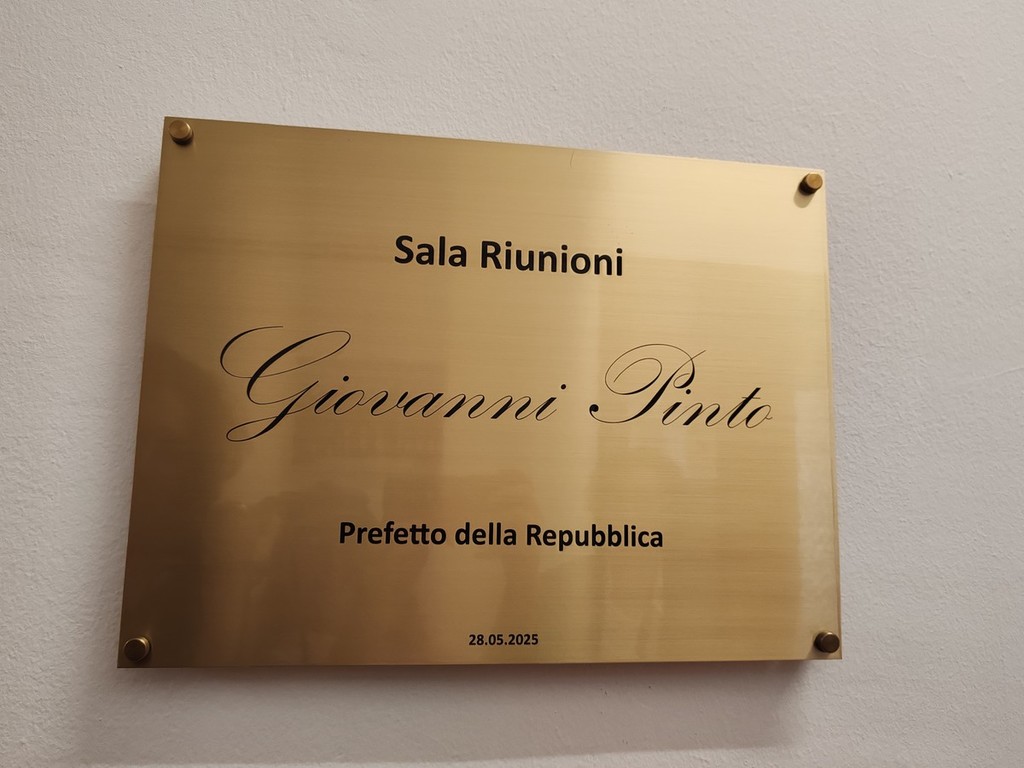 Sala Riunioni
Giovanni Pinto
Prefetto della Repubblica
28.05.2025